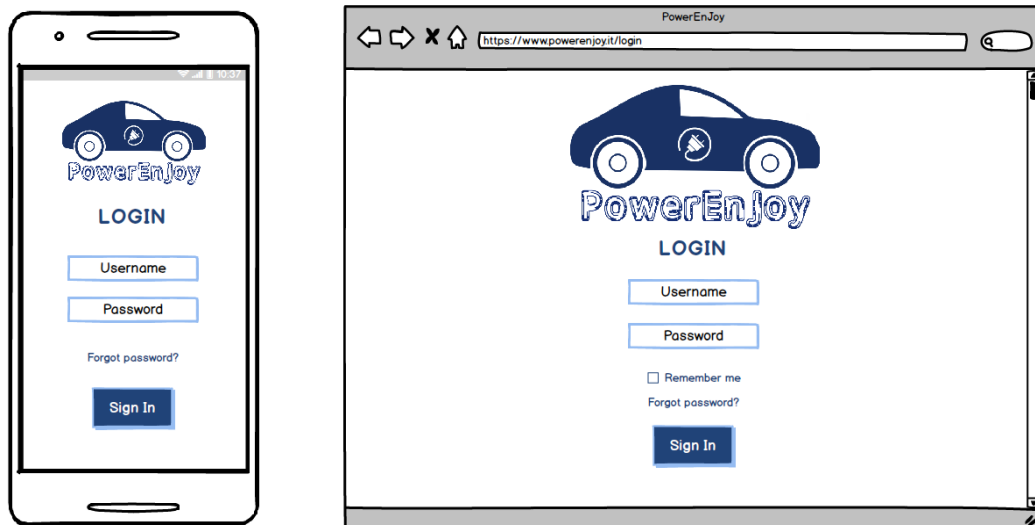 10:37
PowerEnJoy
LOGIN
Username
Password
Forgot password?
Sign In
PowerEnJoy
https://www.powerenjoy.it/login
PowerEnJoy
LOGIN
Username
Password
Remember me
Forgot password?
Sign In